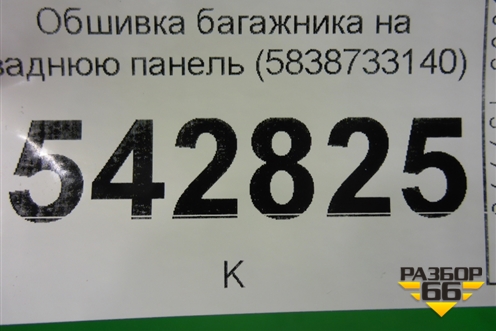 Обшивка багажника на
заднюю панель (5838733140)
542825
К
РАЗБОР
66